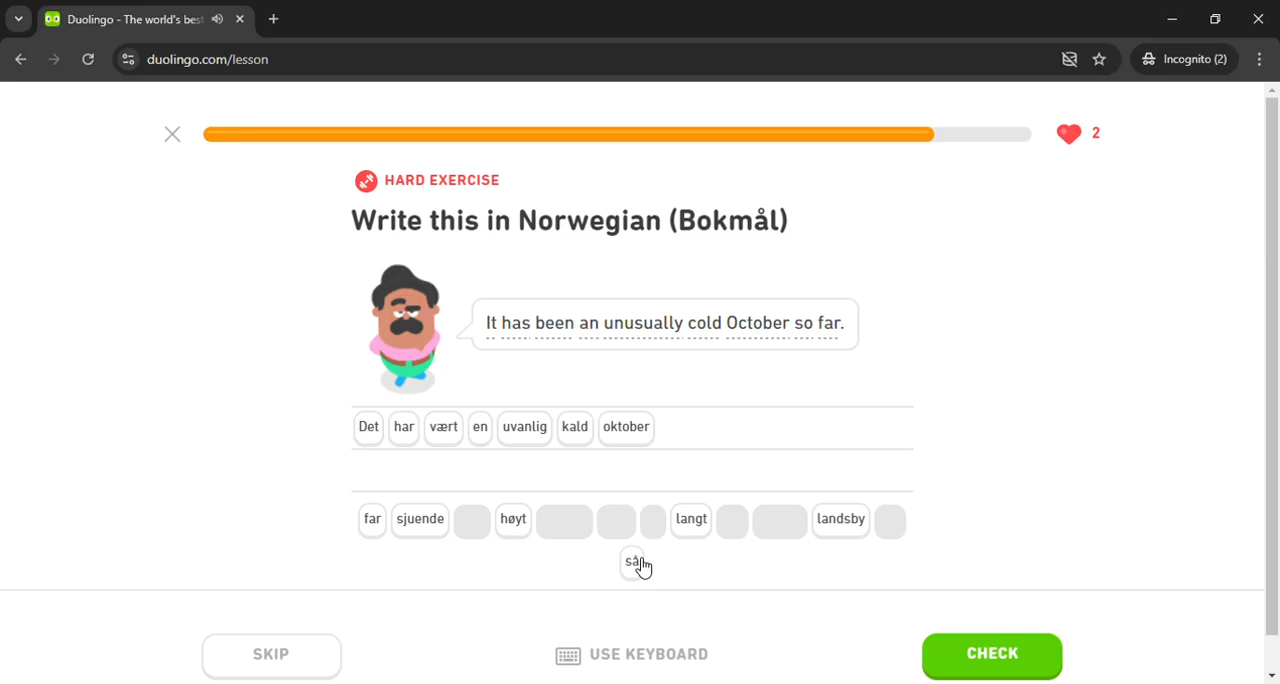 Duolingo - The world's bes
duolingo.com/lesson
Incognito (2)
2
HARD EXERCISE
Write this in Norwegian (Bokmål)
It has been an unusually cold October so far.
Det har vært en uvanlig kald oktober
far sjuende høyt langt landsby
så
SKIP USE KEYBOARD CHECK